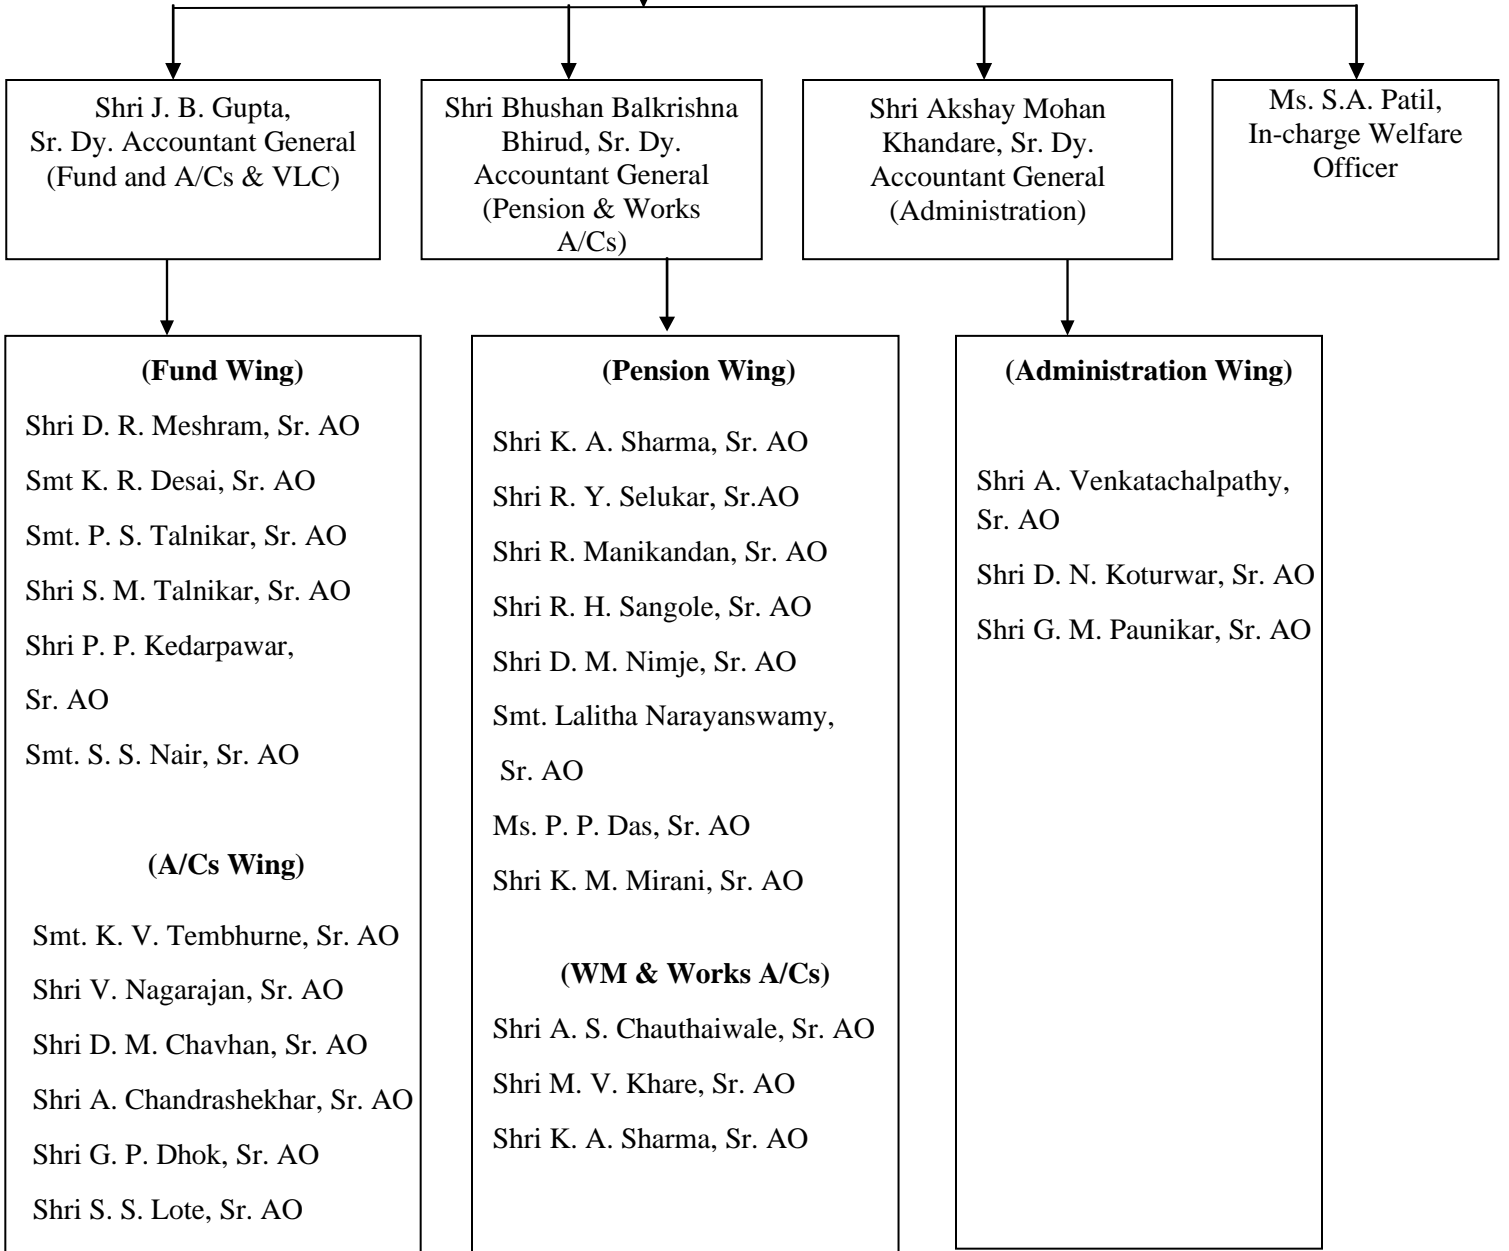 Shri J. B. Gupta,
Sr. Dy. Accountant General
(Fund and A/Cs & VLC)
Shri Bhushan Balkrishna
Bhirud, Sr. Dy.
Accountant General
(Pension & Works
A/Cs)
Shri Akshay Mohan
Khandare, Sr. Dy.
Accountant General
(Administration)
Ms. S.A. Patil,
In-charge Welfare
Officer
(Fund Wing)
Shri D. R. Meshram, Sr. AO
Smt K. R. Desai, Sr. AO
Smt. P. S. Talnikar, Sr. AO
Shri S. M. Talnikar, Sr. AO
Shri P. P. Kedarpawar,
Sr. AO
Smt. S. S. Nair, Sr. AO
(A/Cs Wing)
Smt. K. V. Tembhurne, Sr. AO
Shri V. Nagarajan, Sr. AO
Shri D. M. Chavhan, Sr. AO
Shri A. Chandrashekhar, Sr. AO
Shri G. P. Dhok, Sr. AO
Shri S. S. Lote, Sr. AO
(Pension Wing)
Shri K. A. Sharma, Sr. AO
Shri R. Y. Selukar, Sr.AO
Shri R. Manikandan, Sr. AO
Shri R. H. Sangole, Sr. AO
Shri D. M. Nimje, Sr. AO
Smt. Lalitha Narayanswamy,
Sr. AO
Ms. P. P. Das, Sr. AO
Shri K. M. Mirani, Sr. AO
(WM & Works A/Cs)
Shri A. S. Chauthaiwale, Sr. AO
Shri M. V. Khare, Sr. AO
Shri K. A. Sharma, Sr. AO
(Administration Wing)
Shri A. Venkatachalpathy,
Sr. AO
Shri D. N. Koturwar, Sr. AO
Shri G. M. Paunikar, Sr. AO